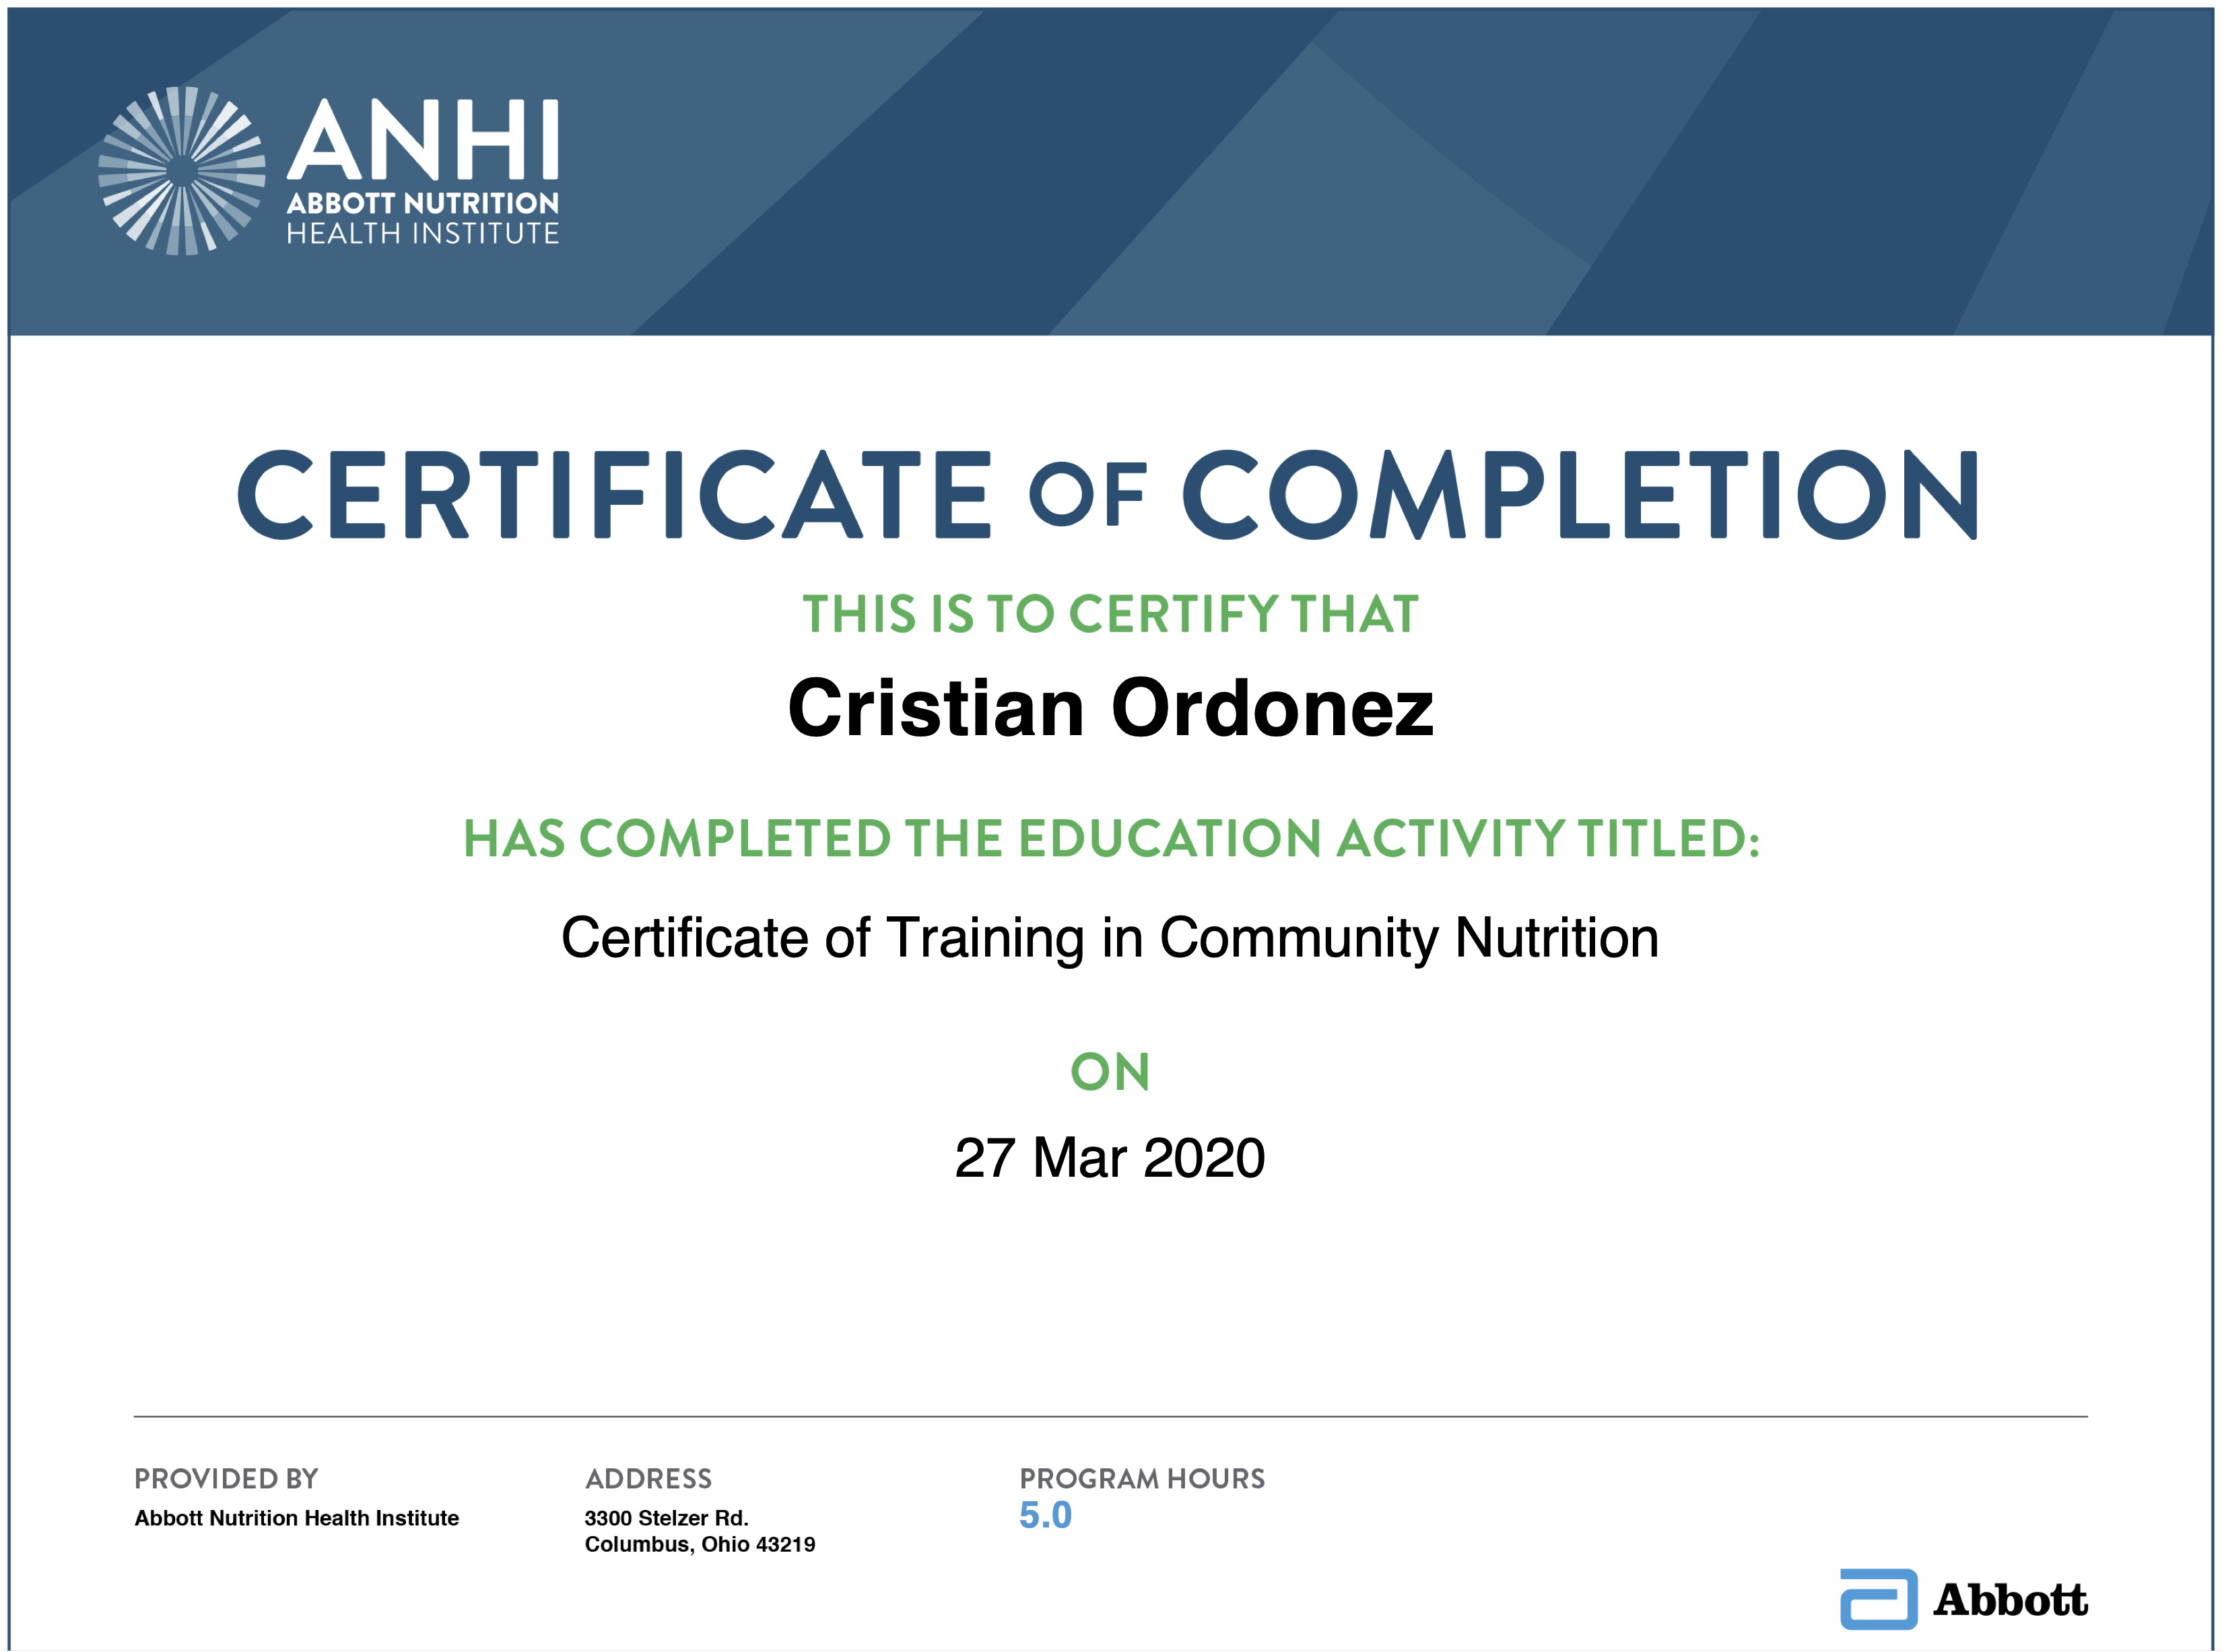 ANHI
ABBOTT NUTRITION
HEALTH INSTITUTE
CERTIFICATE OF COMPLETION
THIS IS TO CERTIFY THAT
Cristian Ordonez
HAS COMPLETED THE EDUCATION ACTIVITY TITLED:
Certificate of Training in Community Nutrition
ON
27 Mar 2020
PROVIDED BY
Abbott Nutrition Health Institute
ADDRESS
3300 Stelzer Rd.
Columbus, Ohio 43219
PROGRAM HOURS
5.0
Abbott